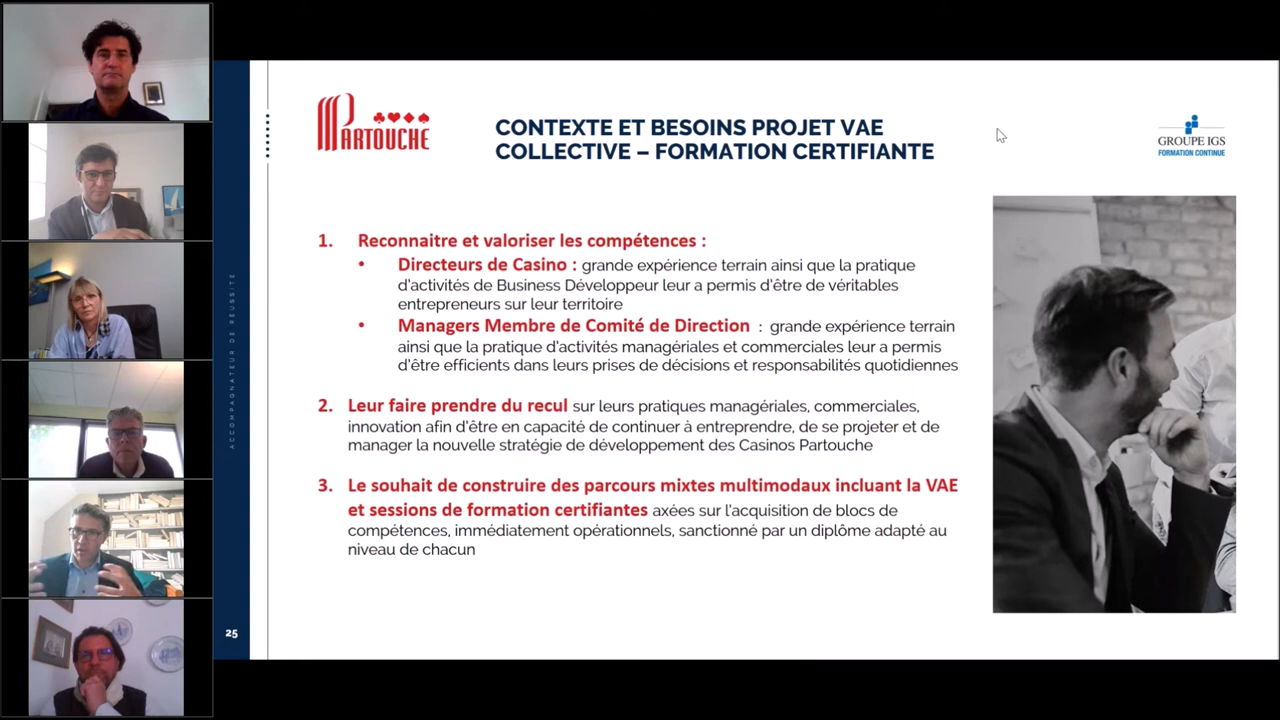 PARTOUCHE
CONTEXTE ET BESOINS PROJET VAE
COLLECTIVE – FORMATION CERTIFIANTE
GROUPE IGS
FORMATION CONTINUE
1. Reconnaitre et valoriser les compétences :
• Directeurs de Casino : grande expérience terrain ainsi que la pratique
d'activités de Business Développeur leur a permis d'être de véritables
entrepreneurs sur leur territoire
• Managers Membre de Comité de Direction : grande expérience terrain
ainsi que la pratique d'activités managériales et commerciales leur a permis
d'être efficients dans leurs prises de décisions et responsabilités quotidiennes
2. Leur faire prendre du recul sur leurs pratiques managériales, commerciales,
innovation afin d'être en capacité de continuer à entreprendre, de se projeter et de
manager la nouvelle stratégie de développement des Casinos Partouche
3. Le souhait de construire des parcours mixtes multimodaux incluant la VAE
et sessions de formation certifiantes axées sur l'acquisition de blocs de
compétences, immédiatement opérationnels, sanctionné par un diplôme adapté au
niveau de chacun
ACCOMPAGNATEUR DE RÉUSSITE
25